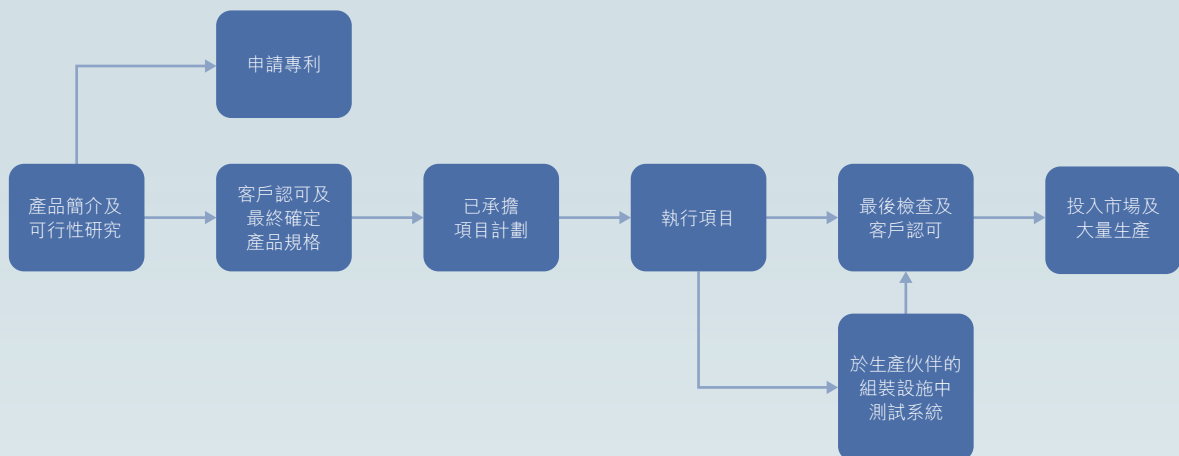 申請專利
產品簡介及
可行性研究
客戶認可及
最終確定
產品規格
已承擔
項目計劃
執行項目
最後檢查及
客戶認可
投入市場及
大量生產
於生產伙伴的
組裝設施中
測試系統